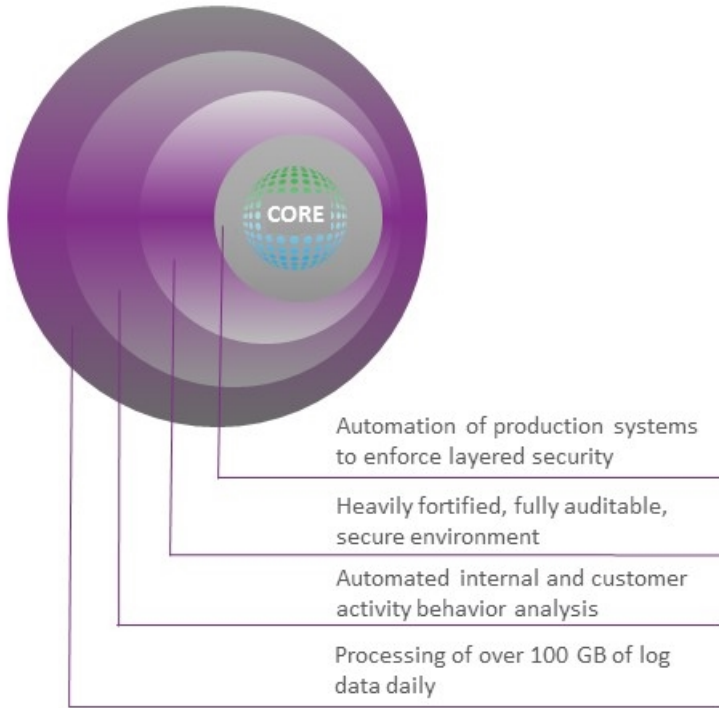 CORE
Automation of production systems
to enforce layered security
Heavily fortified, fully auditable,
secure environment
Automated internal and customer
activity behavior analysis
Processing of over 100 GB of log
data daily